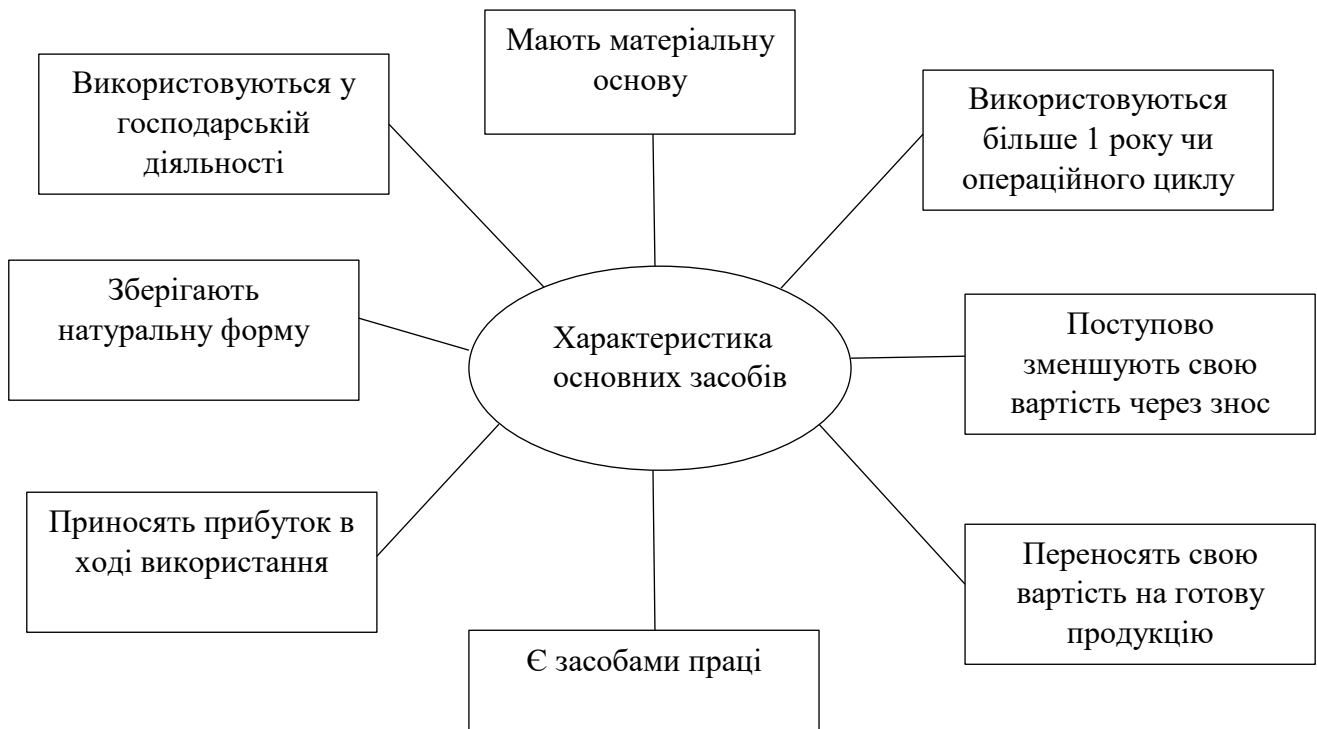 Мають матеріальну
основу
Використовуються у
господарській
діяльності
Використовуються
більше 1 року чи
операційного циклу
Зберігають
натуральну форму
Характеристика
основних засобів
Поступово
зменшують свою
вартість через знос
Приносять прибуток в
ході використання
Переносять свою
вартість на готову
продукцію
Є засобами праці